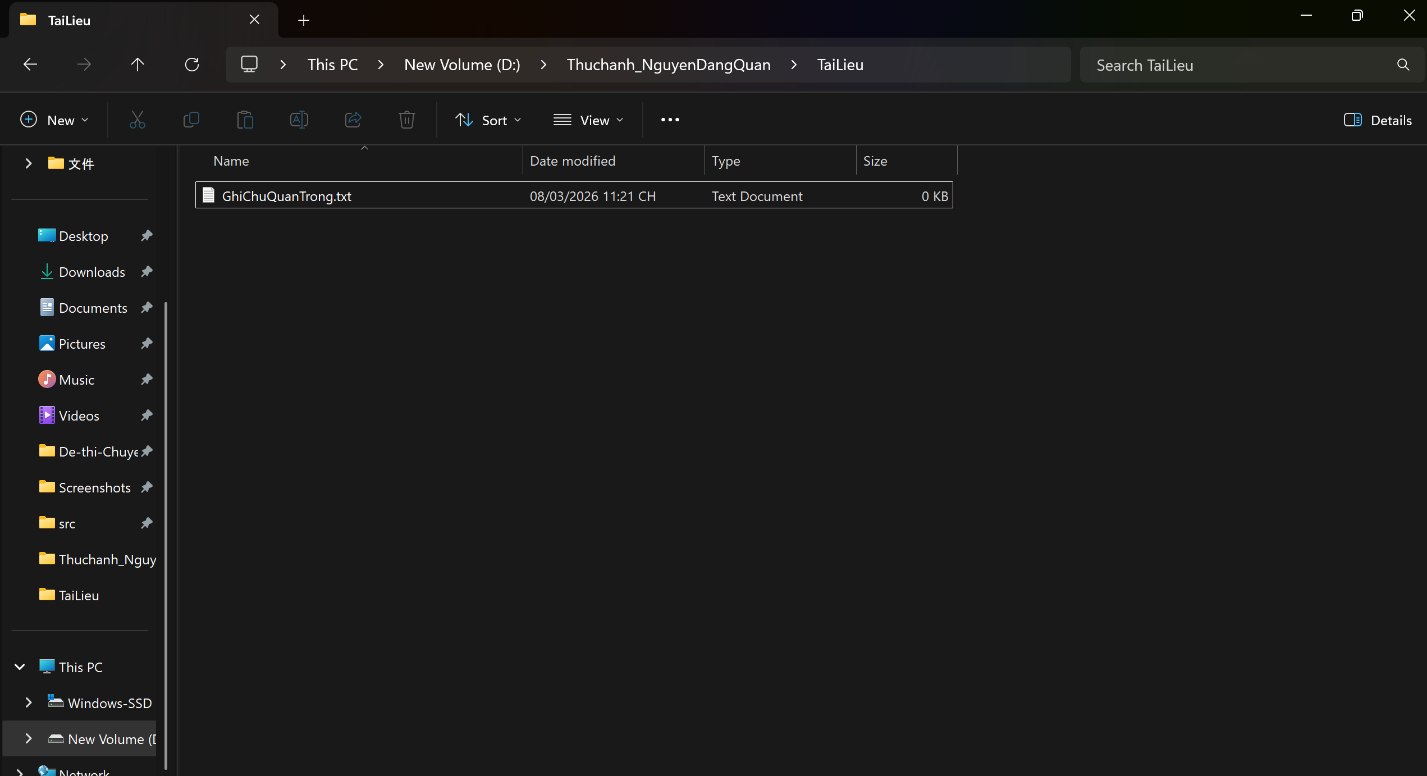 TaiLieu
This PC > New Volume (D:) > Thuchanh_NguyenDangQuan > TaiLieu
Search TaiLieu
New
Sort
View
Details
文件
Desktop
Downloads
Documents
Pictures
Music
Videos
De-thi-Chuye
Screenshots
src
Thuchanh_Nguy
TaiLieu
This PC
Windows-SSD
New Volume (D
Network
Name Date modified Type Size
GhiChuQuanTrong.txt 08/03/2026 11:21 CH Text Document 0 KB